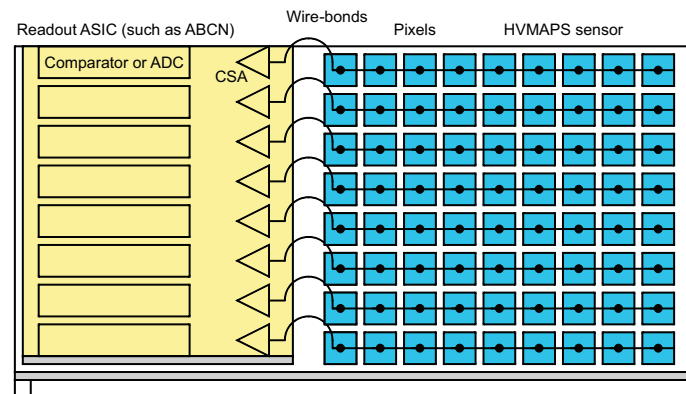 Wire-bonds
Readout ASIC (such as ABCN)
Pixels
HVMAPS sensor
Comparator or ADC
CSA